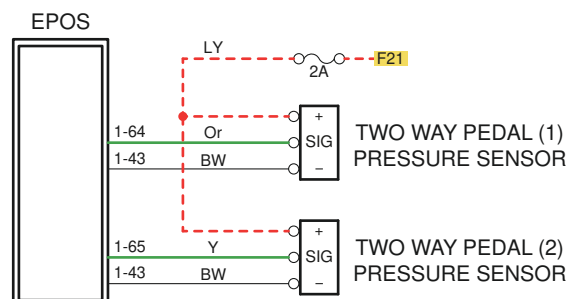 EPOS
LY
2A
F21
1-64 Or + SIG −
1-43 BW
TWO WAY PEDAL (1)
PRESSURE SENSOR
1-65 Y + SIG −
1-43 BW
TWO WAY PEDAL (2)
PRESSURE SENSOR